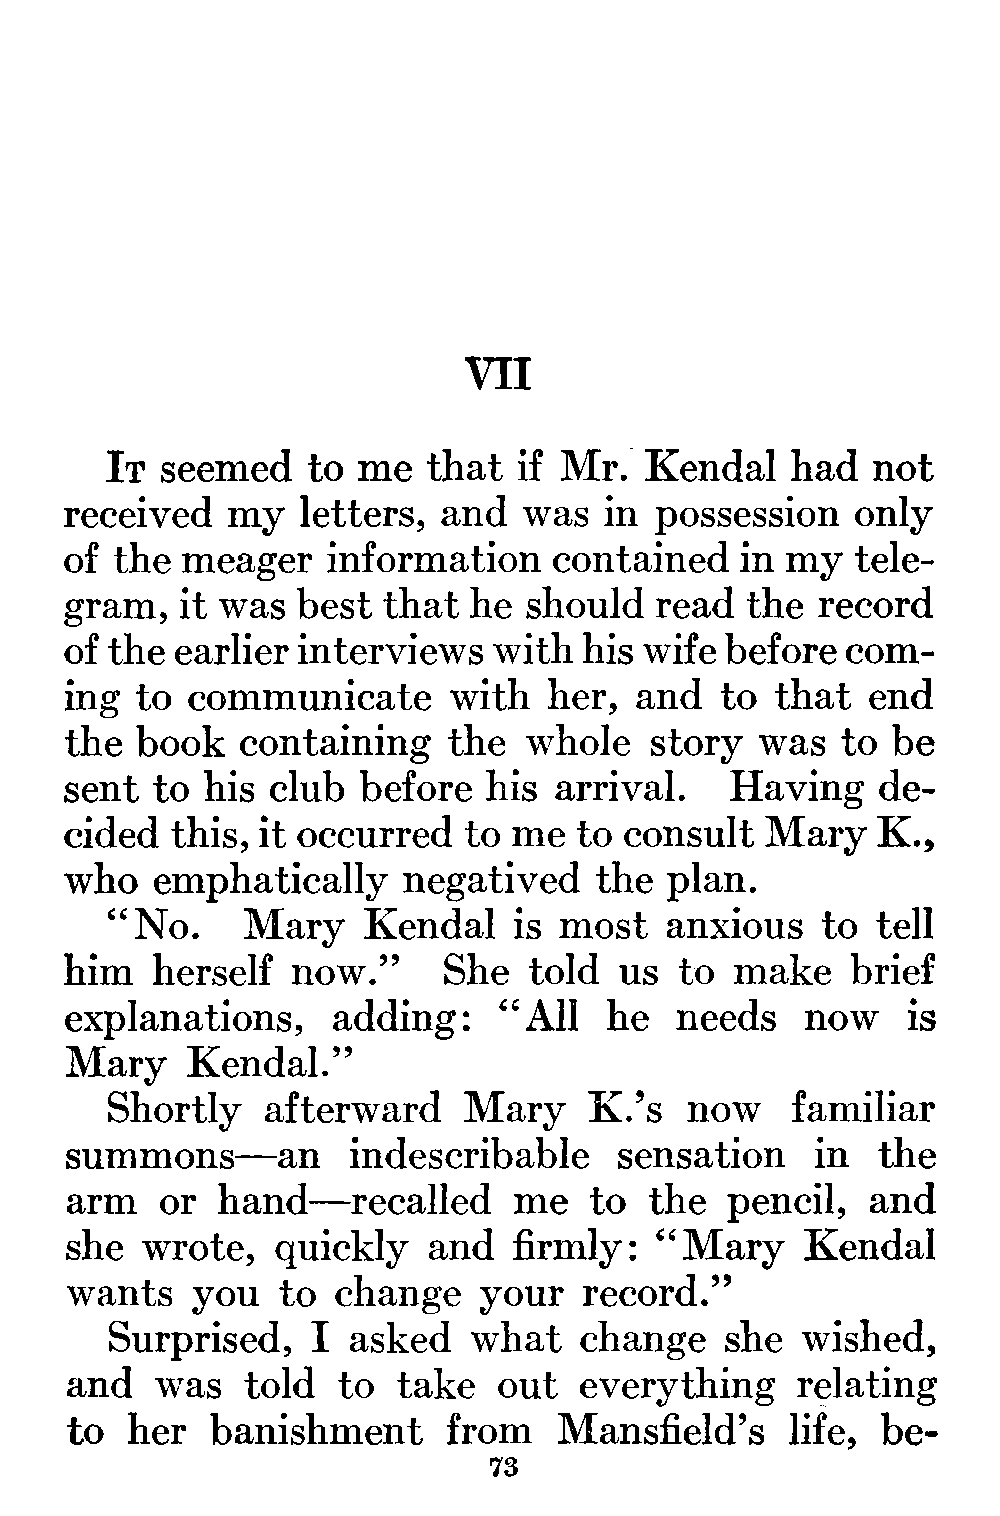 VII
It seemed to me that if Mr. Kendal had not
received my letters, and was in possession only
of the meager information contained in my tele-
gram, it was best that he should read the record
of the earlier interviews with his wife before com-
ing to communicate with her, and to that end
the book containing the whole story was to be
sent to his club before his arrival. Having de-
cided this, it occurred to me to consult Mary K.,
who emphatically negatived the plan.
“No. Mary Kendal is most anxious to tell
him herself now.” She told us to make brief
explanations, adding: “All he needs now is
Mary Kendal.”
Shortly afterward Mary K.’s now familiar
summons—an indescribable sensation in the
arm or hand—recalled me to the pencil, and
she wrote, quickly and firmly: “Mary Kendal
wants you to change your record.”
Surprised, I asked what change she wished,
and was told to take out everything relating
to her banishment from Mansfield’s life, be-
73